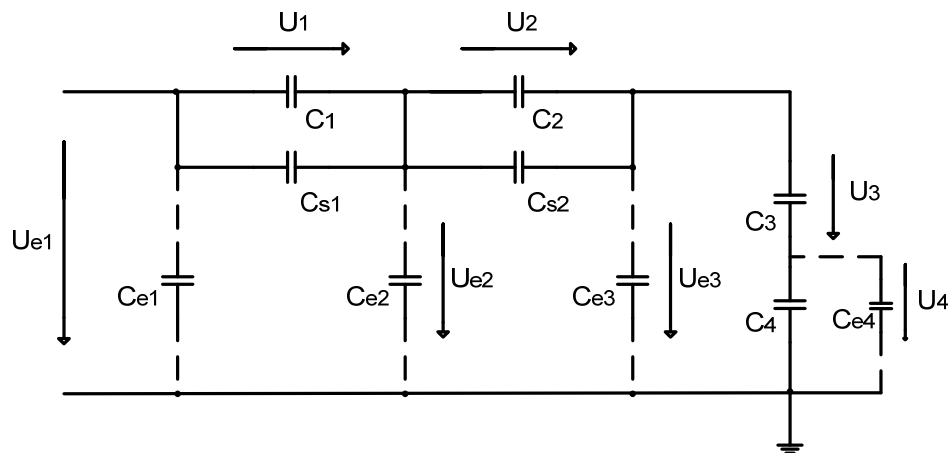 U1 U2
C1 C2
Cs1 Cs2
C3 U3
Ue1 Ce1 Ce2 Ue2 Ce3 Ue3 C4 Ce4 U4